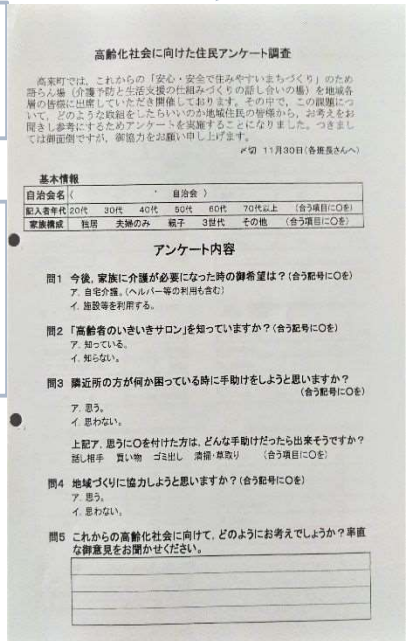 高齢化社会に向けた住民アンケート調査
高来町では、これからの「安心・安全で住みやすいまちづくり」のため
語らん場(介護予防と生活支援の仕組みづくりの話し合いの場)を地域各
層の皆様に出席していただき開催しております。その中で、この課題につ
いて、どのような取組をしたらいいのか地域住民の皆様から、お考えをお
聞きし参考にするためアンケートを実施することになりました。つきまし
ては御面倒ですが、御協力をお願い申し上げます。
〆切 11月30日(各班長さんへ)
基本情報
自治会名 ( 自治会 )
記入者年代 20代 30代 40代 50代 60代 70代以上 (合う項目に○を)
家族構成 独居 夫婦のみ 親子 3世代 その他 (合う項目に○を)
アンケート内容
問1 今後、家族に介護が必要になった時の御希望は?(合う記号に○を)
ア. 自宅介護。(ヘルパー等の利用も含む)
イ. 施設等を利用する。
問2 「高齢者のいきいきサロン」を知っていますか?(合う記号に○を)
ア. 知っている。
イ. 知らない。
問3 隣近所の方が何か困っている時に手助けをしようと思いますか?
(合う記号に○を)
ア. 思う。
イ. 思わない。
上記ア. 思うに○を付けた方は、どんな手助けだったら出来そうですか?
話し相手 買い物 ゴミ出し 清掃・草取り (合う項目に○を)
問4 地域づくりに協力しようと思いますか?(合う記号に○を)
ア. 思う。
イ. 思わない。
問5 これからの高齢化社会に向けて、どのようにお考えでしょうか?率直
な御意見をお聞かせください。